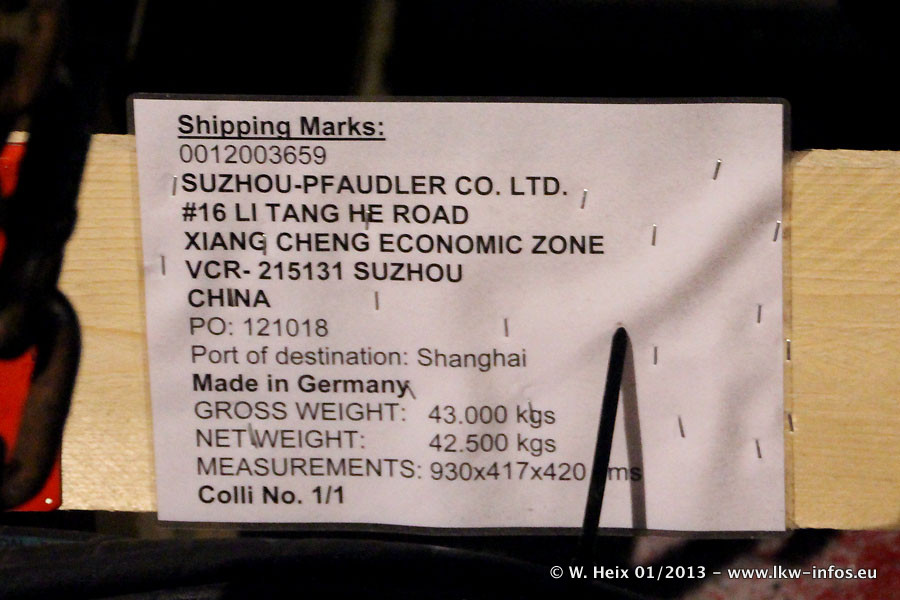 Shipping Marks:
0012003659
SUZHOU-PFAUDLER CO. LTD.
#16 LI TANG HE ROAD
XIANG CHENG ECONOMIC ZONE
VCR- 215131 SUZHOU
CHINA
PO: 121018
Port of destination: Shanghai
Made in Germany
GROSS WEIGHT: 43.000 kgs
NET WEIGHT: 42.500 kgs
MEASUREMENTS: 930x417x420
Colli No. 1/1
© W. Heix 01/2013 - www.lkw-infos.eu